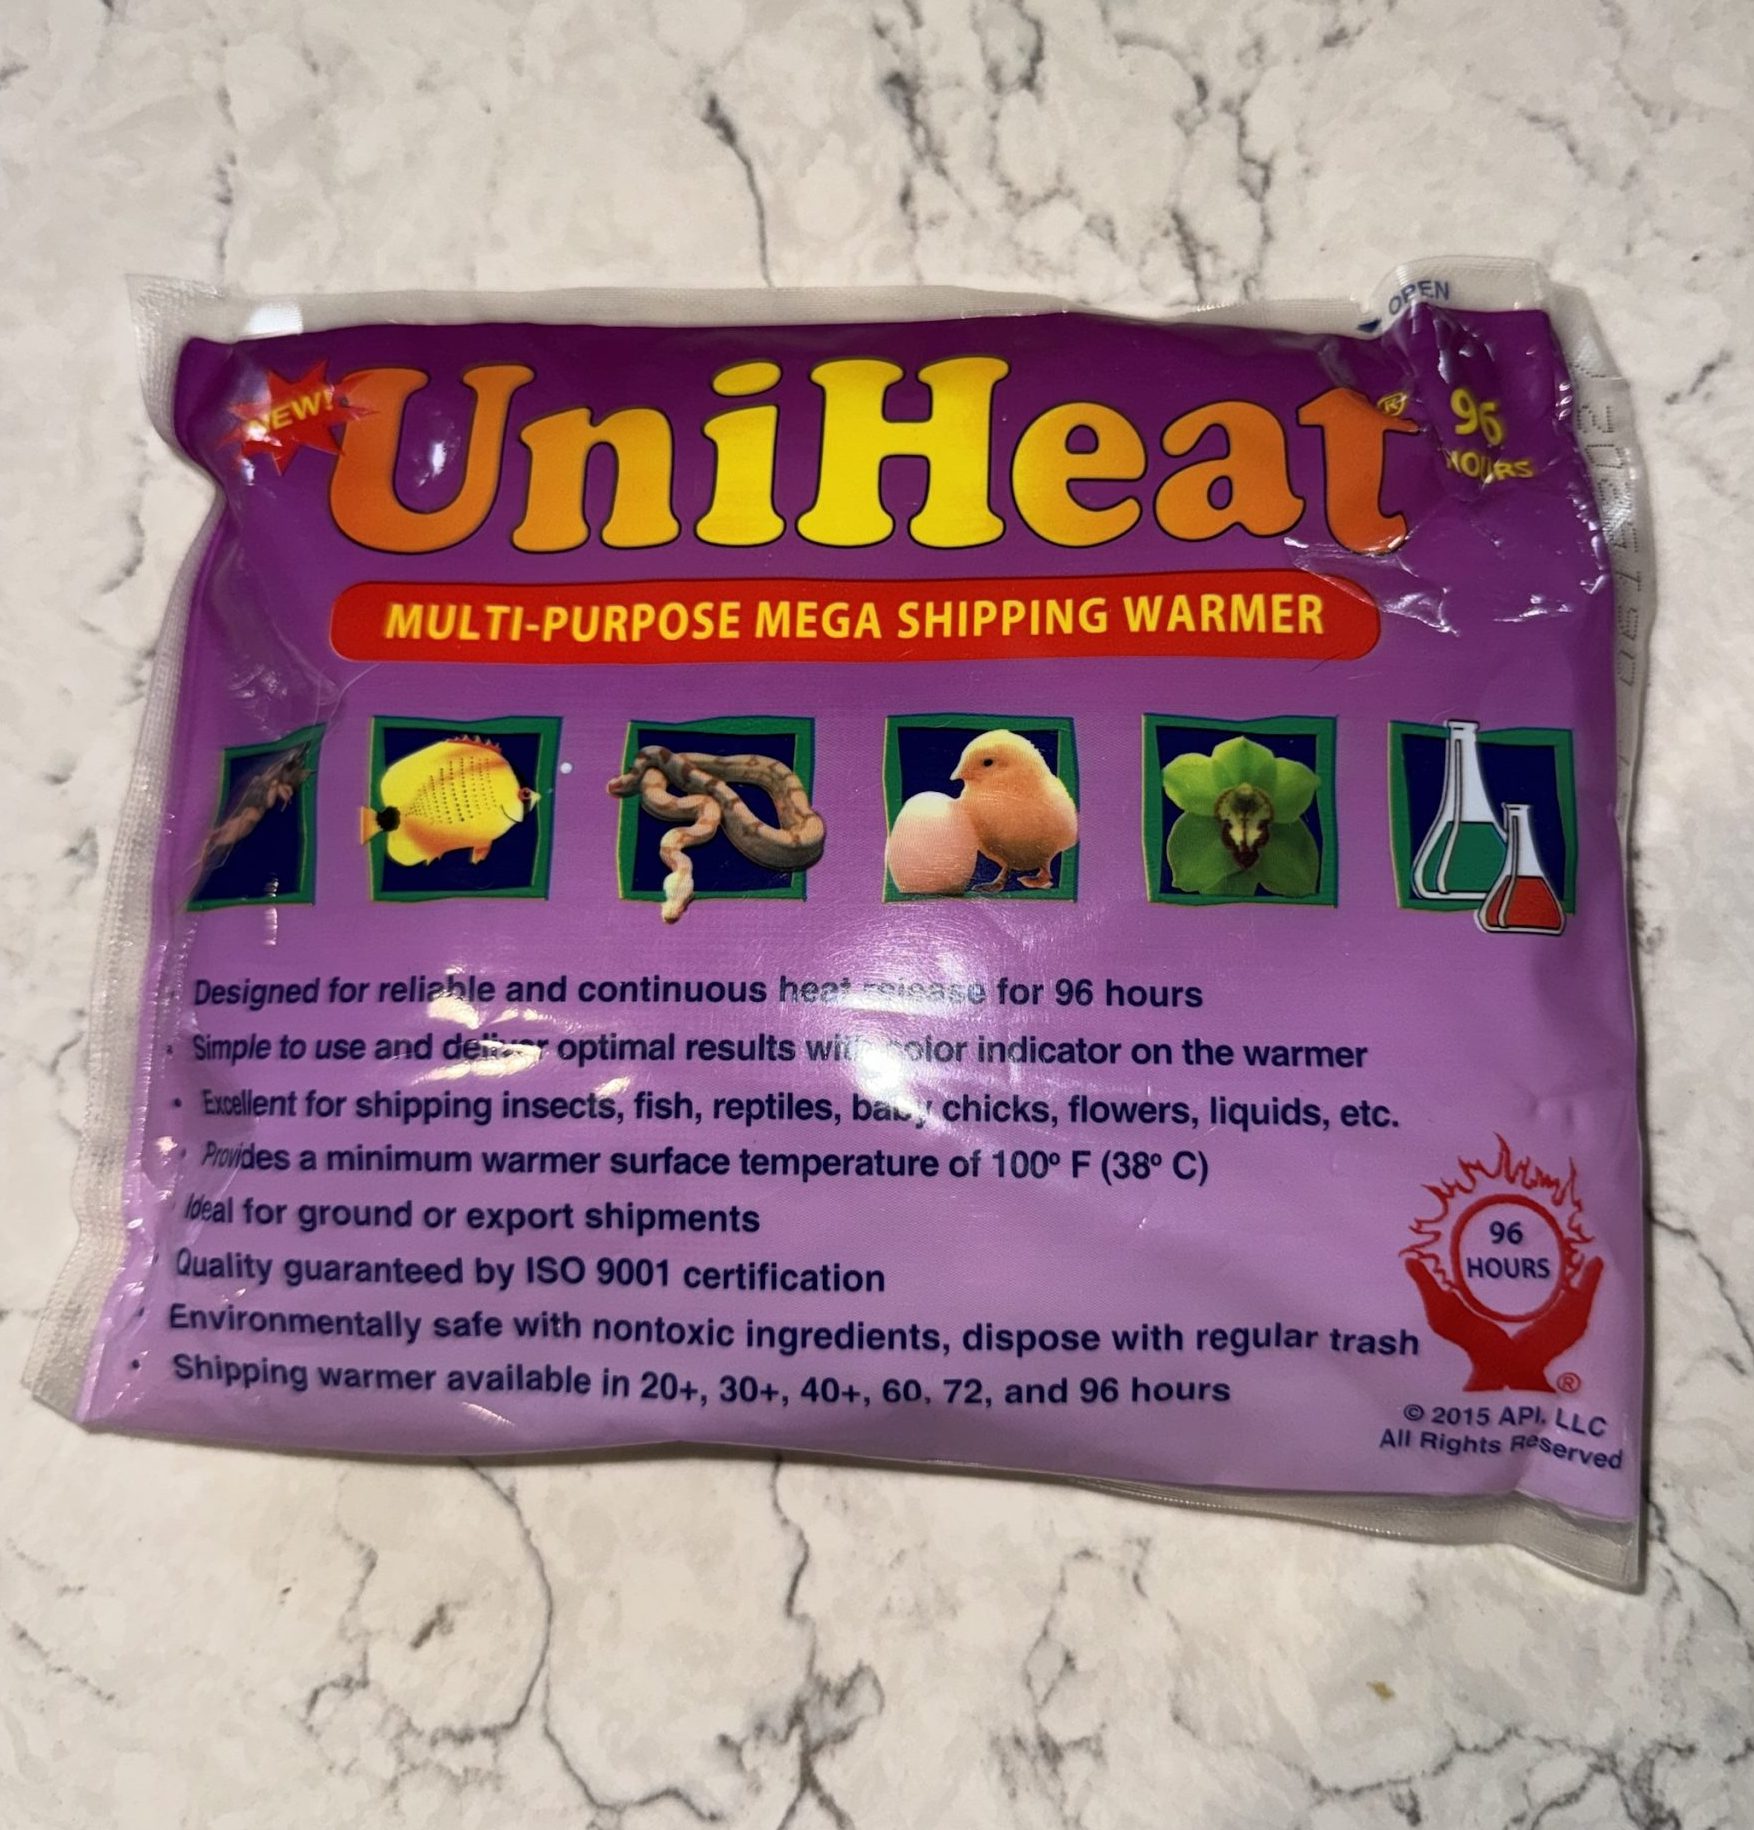 OPEN
NEW!
UniHeat®
96
HOURS
MULTI-PURPOSE MEGA SHIPPING WARMER
Designed for reliable and continuous heat release for 96 hours
• Simple to use and deliver optimal results with color indicator on the warmer
• Excellent for shipping insects, fish, reptiles, baby chicks, flowers, liquids, etc.
• Provides a minimum warmer surface temperature of 100º F (38º C)
Ideal for ground or export shipments
Quality guaranteed by ISO 9001 certification
• Environmentally safe with nontoxic ingredients, dispose with regular trash
• Shipping warmer available in 20+, 30+, 40+, 60, 72, and 96 hours
96
HOURS
®
© 2015 API, LLC
All Rights Reserved